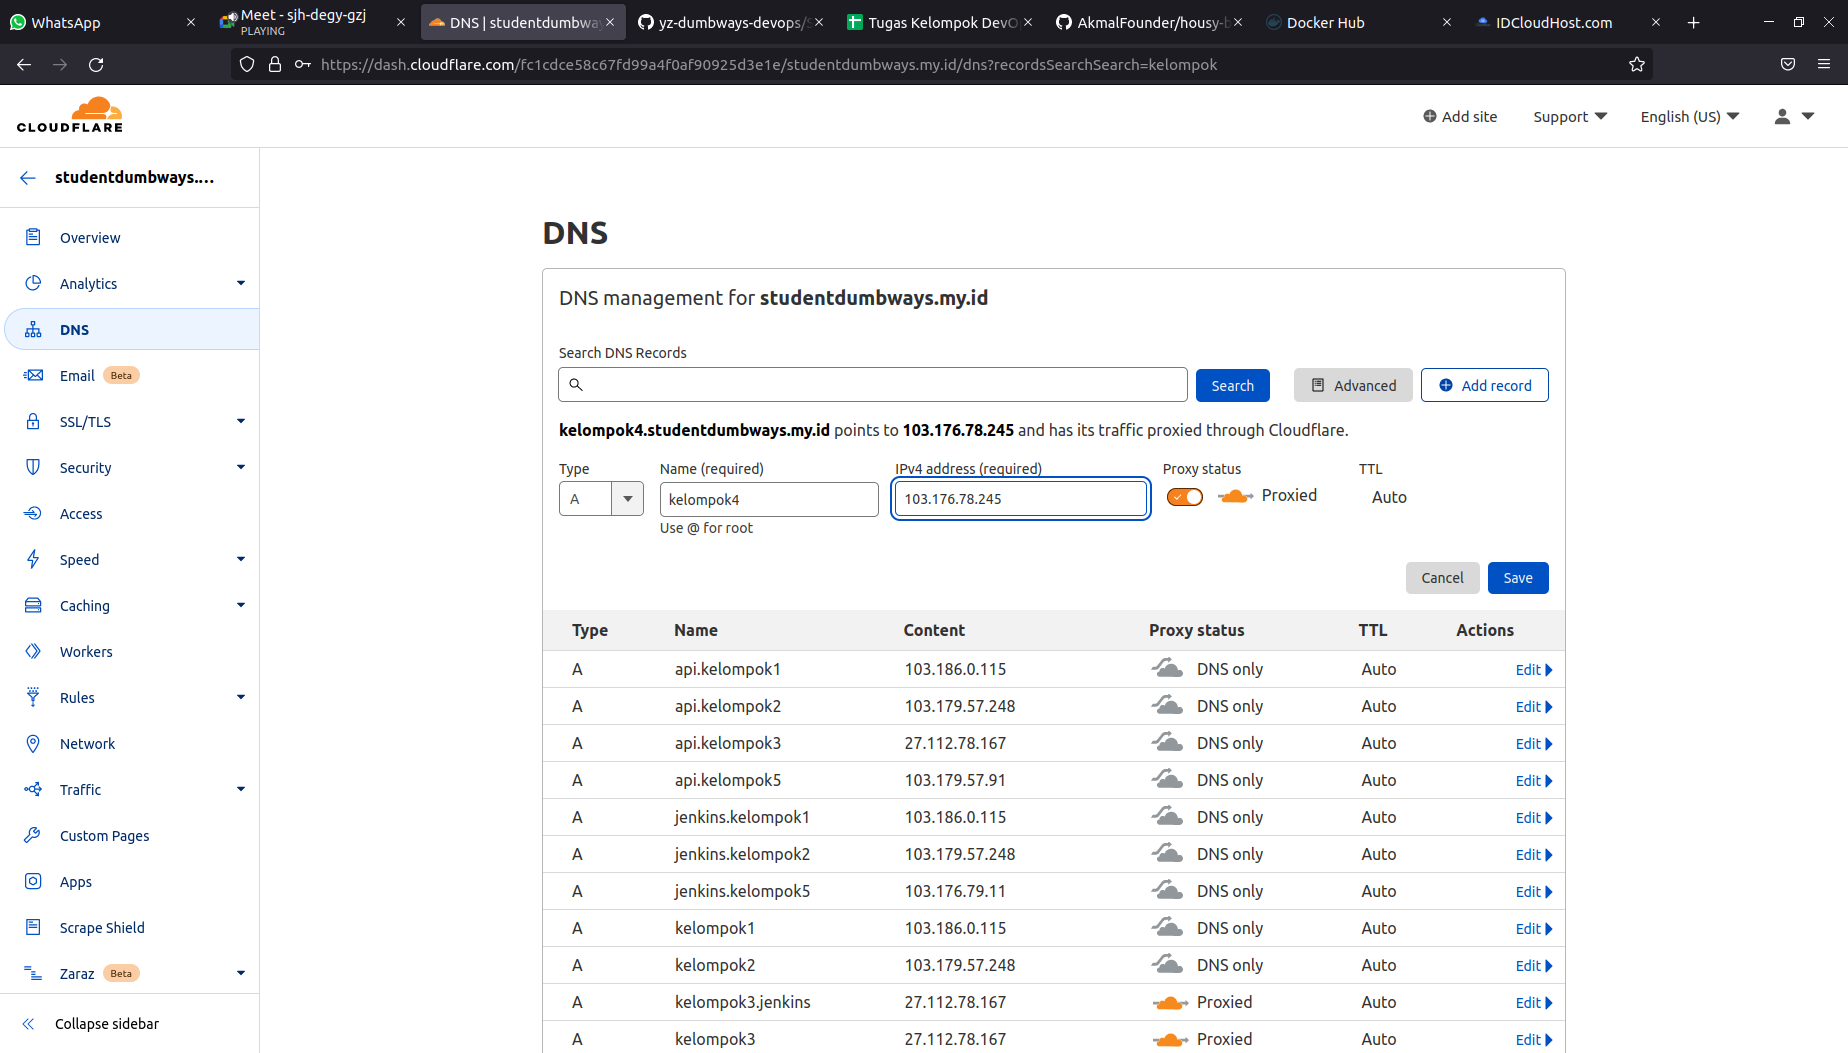 WhatsApp
Meet - sjh-degy-gzj
PLAYING
DNS | studentdumbway
yz-dumbways-devops/
Tugas Kelompok DevO
AkmalFounder/housy-b
Docker Hub
IDCloudHost.com
https://dash.cloudflare.com/fc1cdce58c67fd99a4f0af90925d3e1e/studentdumbways.my.id/dns?recordsSearchSearch=kelompok
CLOUDFLARE
Add site
Support
English (US)
studentdumbways....
Overview
Analytics
DNS
Email Beta
SSL/TLS
Security
Access
Speed
Caching
Workers
Rules
Network
Traffic
Custom Pages
Apps
Scrape Shield
Zaraz Beta
Collapse sidebar
DNS
DNS management for studentdumbways.my.id
Search DNS Records
Search
Advanced
Add record
kelompok4.studentdumbways.my.id points to 103.176.78.245 and has its traffic proxied through Cloudflare.
Type Name (required) IPv4 address (required) Proxy status TTL
A kelompok4 103.176.78.245 Proxied Auto
Use @ for root
Cancel Save
Type Name Content Proxy status TTL Actions
A api.kelompok1 103.186.0.115 DNS only Auto Edit
A api.kelompok2 103.179.57.248 DNS only Auto Edit
A api.kelompok3 27.112.78.167 DNS only Auto Edit
A api.kelompok5 103.179.57.91 DNS only Auto Edit
A jenkins.kelompok1 103.186.0.115 DNS only Auto Edit
A jenkins.kelompok2 103.179.57.248 DNS only Auto Edit
A jenkins.kelompok5 103.176.79.11 DNS only Auto Edit
A kelompok1 103.186.0.115 DNS only Auto Edit
A kelompok2 103.179.57.248 DNS only Auto Edit
A kelompok3.jenkins 27.112.78.167 Proxied Auto Edit
A kelompok3 27.112.78.167 Proxied Auto Edit